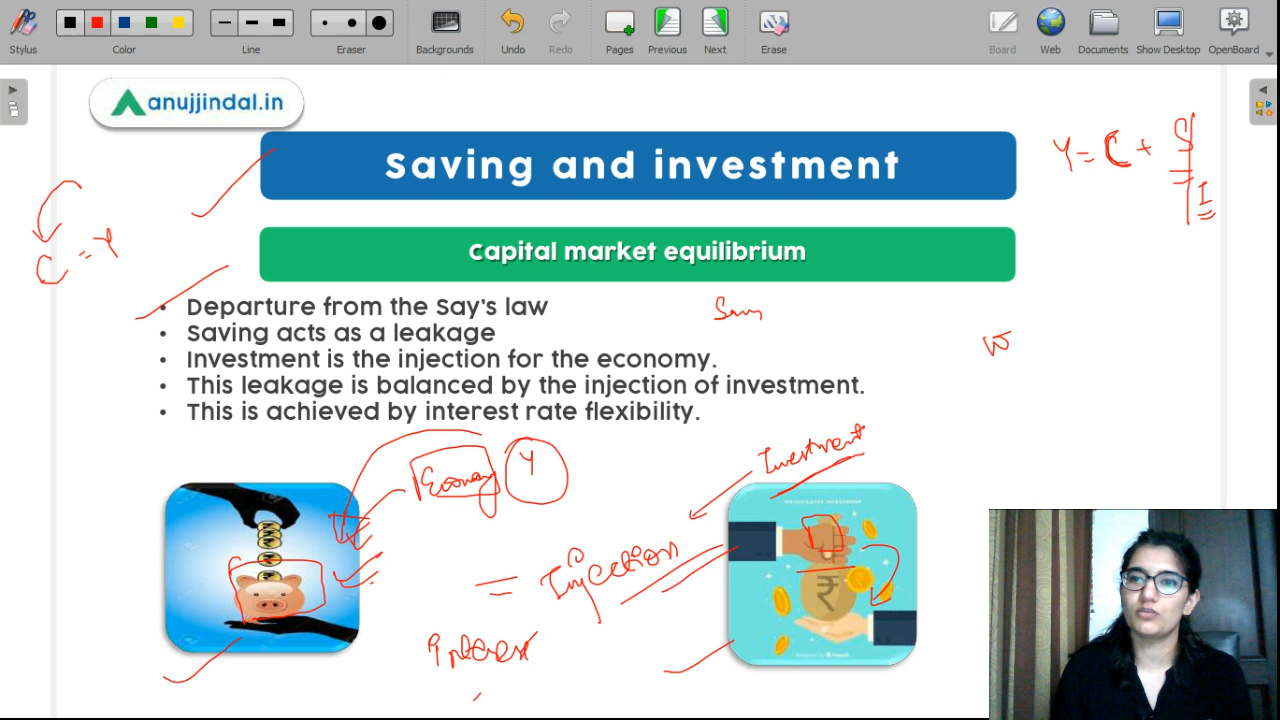 Stylus Color Line Eraser Backgrounds Undo Redo Pages Previous Next Erase Board Web Documents Show Desktop OpenBoard
anujjindal.in
Saving and investment
Y = C + S
I
C = Y
Capital market equilibrium
• Departure from the Say's law
• Saving acts as a leakage
• Investment is the injection for the economy.
• This leakage is balanced by the injection of investment.
• This is achieved by interest rate flexibility.
Investment
Economy Y
= Injection
₹
Interest